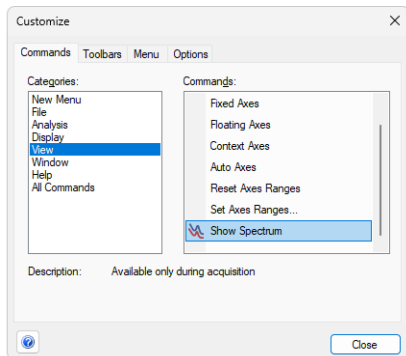 Customize
Commands Toolbars Menu Options
Categories:
New Menu
File
Analysis
Display
View
Window
Help
All Commands
Commands:
Fixed Axes
Floating Axes
Context Axes
Auto Axes
Reset Axes Ranges
Set Axes Ranges...
Show Spectrum
Description: Available only during acquisition
Close